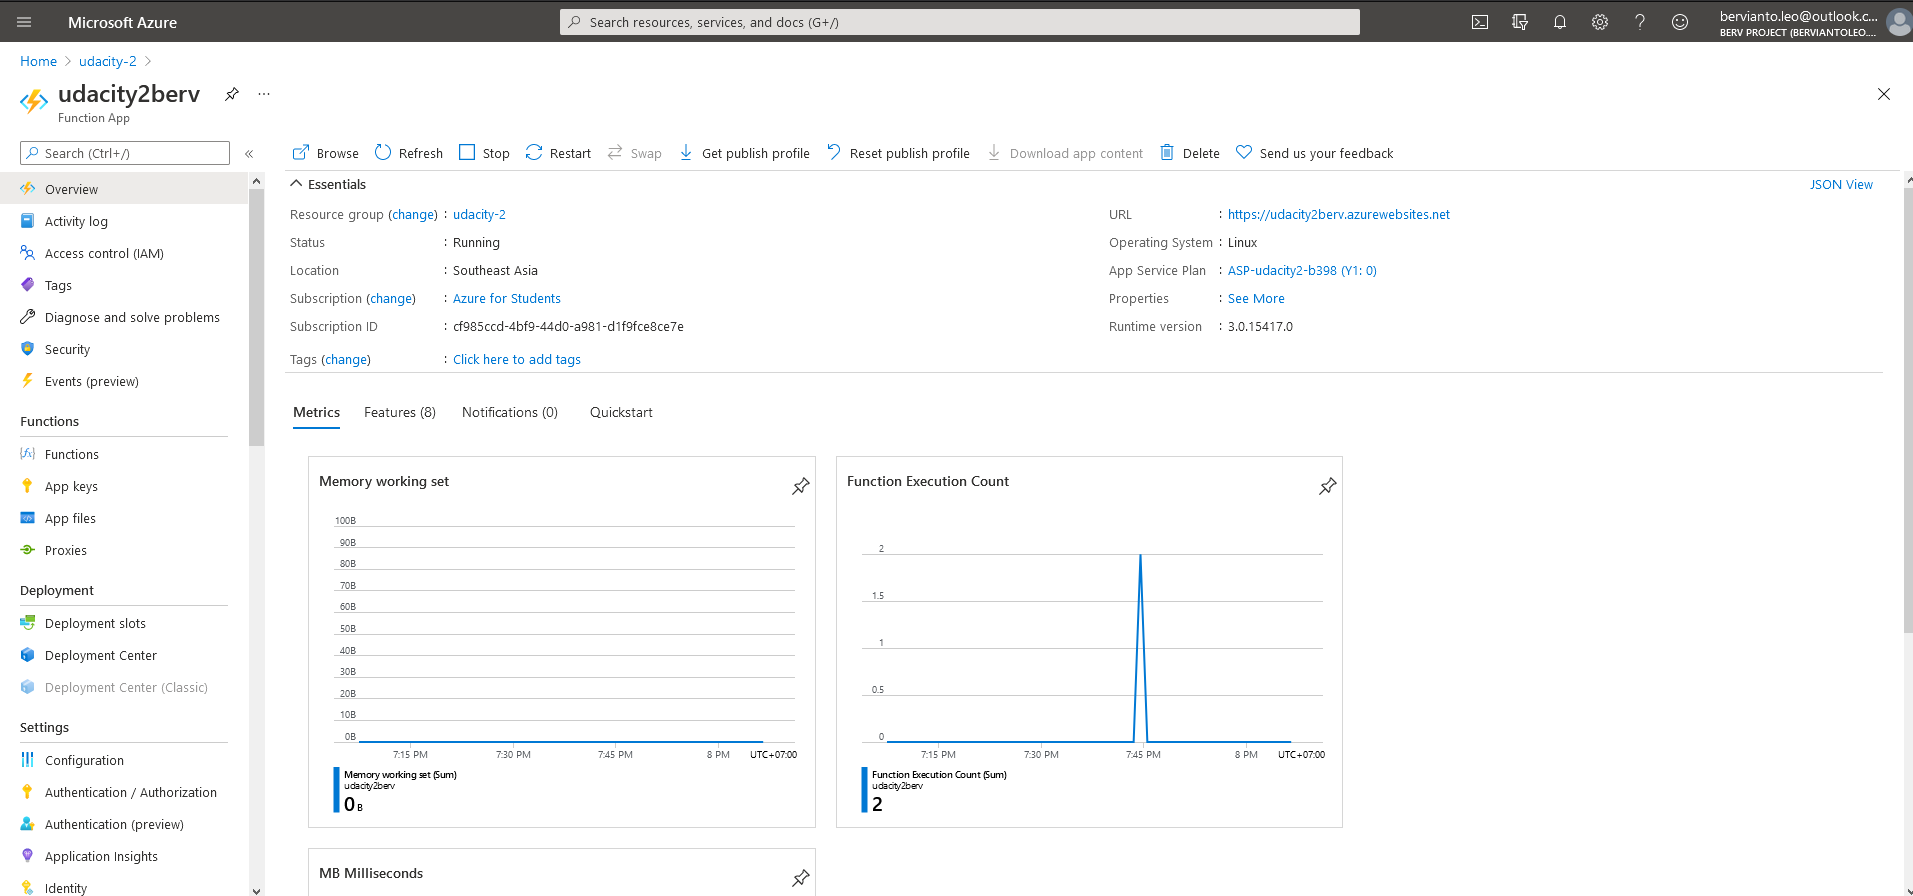 Microsoft Azure
Search resources, services, and docs (G+/)
bervianto.leo@outlook.c...
BERV PROJECT (BERVIANTOLEO....
Home > udacity-2 >
udacity2berv
...
Function App
Search (Ctrl+/)
«
Overview
Activity log
Access control (IAM)
Tags
Diagnose and solve problems
Security
Events (preview)
Functions
Functions
App keys
App files
Proxies
Deployment
Deployment slots
Deployment Center
Deployment Center (Classic)
Settings
Configuration
Authentication / Authorization
Authentication (preview)
Application Insights
Identity
Browse Refresh Stop Restart Swap Get publish profile Reset publish profile Download app content Delete Send us your feedback
Essentials
JSON View
Resource group (change) : udacity-2
Status : Running
Location : Southeast Asia
Subscription (change) : Azure for Students
Subscription ID : cf985ccd-4bf9-44d0-a981-d1f9fce8ce7e
Tags (change) : Click here to add tags
URL : https://udacity2berv.azurewebsites.net
Operating System : Linux
App Service Plan : ASP-udacity2-b398 (Y1: 0)
Properties : See More
Runtime version : 3.0.15417.0
Metrics Features (8) Notifications (0) Quickstart
Memory working set
100B
90B
80B
70B
60B
50B
40B
30B
20B
10B
0B
7:15 PM 7:30 PM 7:45 PM 8 PM UTC+07:00
Memory working set (Sum)
udacity2berv
0 B
Function Execution Count
2
1.5
1
0.5
0
7:15 PM 7:30 PM 7:45 PM 8 PM UTC+07:00
Function Execution Count (Sum)
udacity2berv
2
MB Milliseconds